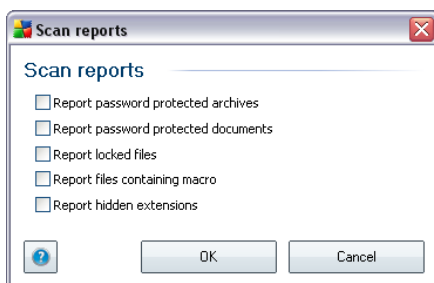 Scan reports
Scan reports
Report password protected archives
Report password protected documents
Report locked files
Report files containing macro
Report hidden extensions
?
OK
Cancel